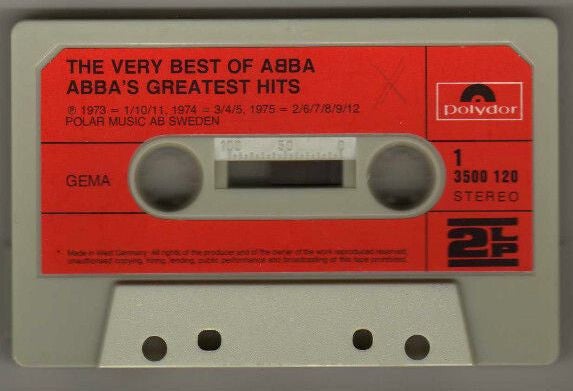 THE VERY BEST OF AᗺBA
ABBA'S GREATEST HITS
℗ 1973 = 1/10/11, 1974 = 3/4/5, 1975 = 2/6/7/8/9/12
POLAR MUSIC AB SWEDEN
polydor
100 50 0
GEMA
1
3500 120
STEREO
2LP
* Made in West Germany · All rights of the producer and of the owner of the work reproduced reserved,
unauthorised copying, hiring, lending, public performance and broadcasting of this tape prohibited.